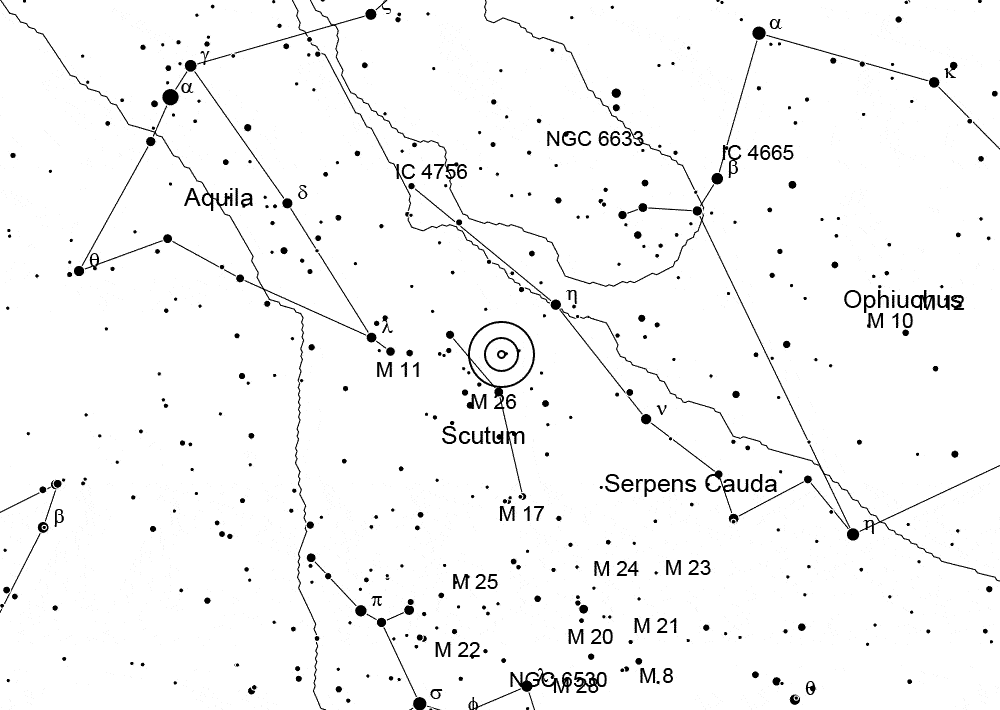 ζ
γ
α
α
κ
NGC 6633
IC 4665
β
IC 4756
Aquila
δ
θ
η
Ophiuchus
M 12
M 10
λ
M 11
M 26
ν
Scutum
Serpens Cauda
M 17
β
η
M 24
M 23
M 25
π
M 21
M 20
M 22
M 8
NGC 6530
λ
M 28
θ
σ
φ